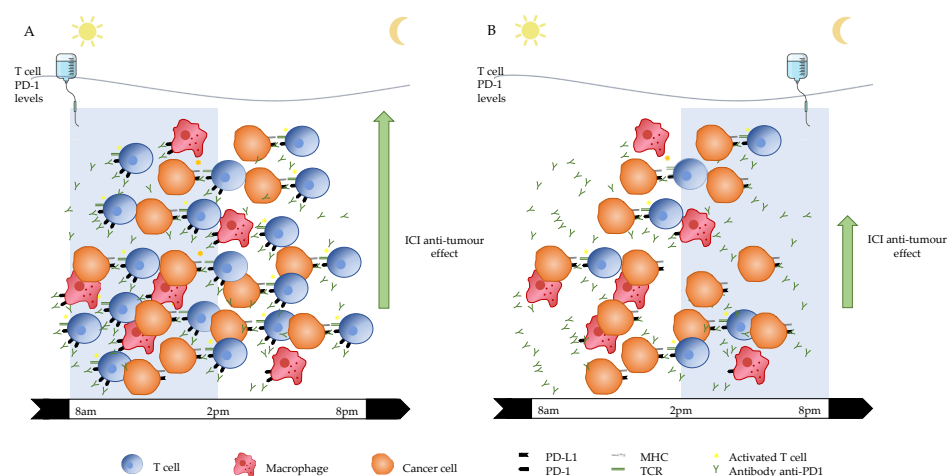 A
T cell
PD-1
levels
ICI anti-tumour
effect
8am 2pm 8pm
B
T cell
PD-1
levels
ICI anti-tumour
effect
8am 2pm 8pm
T cell Macrophage Cancer cell
PD-L1 MHC Activated T cell
PD-1 TCR Antibody anti-PD1